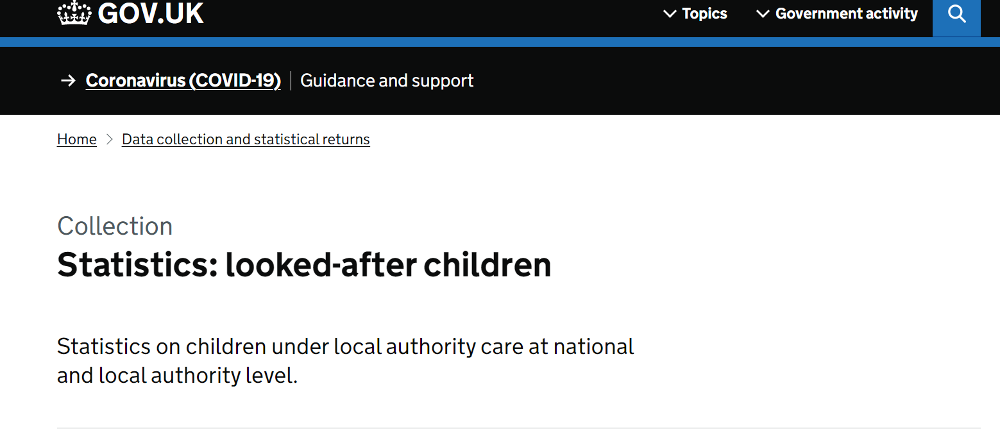 GOV.UK
Topics
Government activity
Coronavirus (COVID-19)
Guidance and support
Home
Data collection and statistical returns
Collection
Statistics: looked-after children
Statistics on children under local authority care at national
and local authority level.